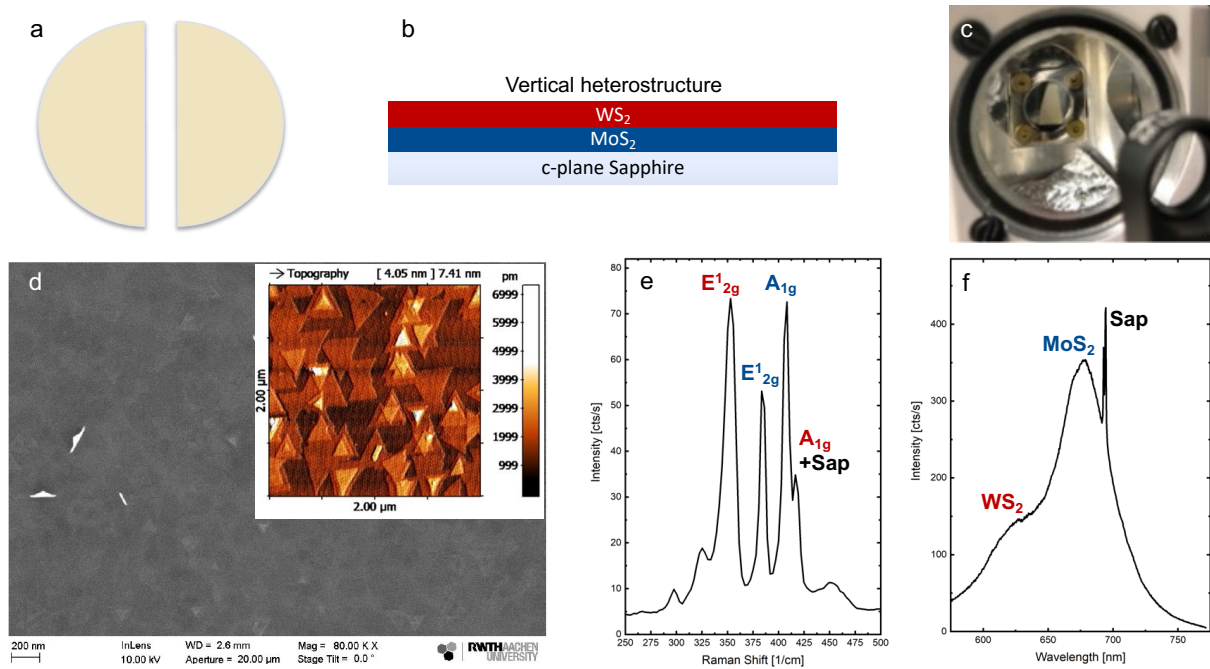 a
b
c
Vertical heterostructure
WS₂
MoS₂
c-plane Sapphire
d
→ Topography [ 4.05 nm ] 7.41 nm
pm
6999
5999
4999
3999
2999
1999
999
2.00 µm
2.00 µm
200 nm
InLens
10.00 kV
WD = 2.6 mm
Aperture = 20.00 µm
Mag = 80.00 K X
Stage Tilt = 0.0 °
RWTHAACHEN
UNIVERSITY
e
E¹₂g
A₁g
E¹₂g
A₁g
+Sap
Intensity [cts/s]
80
70
60
50
40
30
20
10
0
250 275 300 325 350 375 400 425 450 475 500
Raman Shift [1/cm]
f
Sap
MoS₂
WS₂
Intensity [cts/s]
400
300
200
100
0
600 650 700 750
Wavelength [nm]